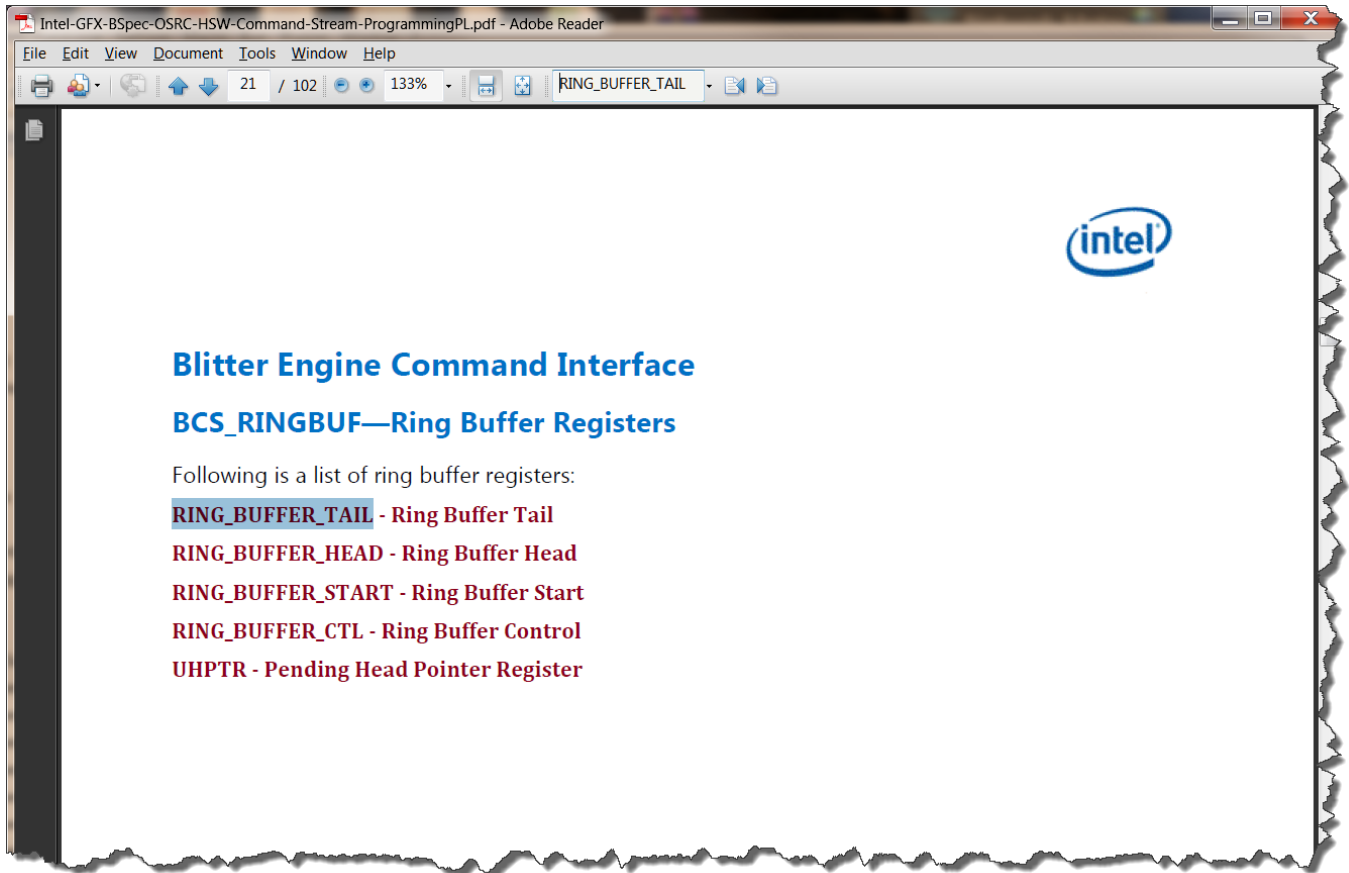 Intel-GFX-BSpec-OSRC-HSW-Command-Stream-ProgrammingPL.pdf - Adobe Reader
File Edit View Document Tools Window Help
21 / 102 133% RING_BUFFER_TAIL
intel
Blitter Engine Command Interface
BCS_RINGBUF—Ring Buffer Registers
Following is a list of ring buffer registers:
RING_BUFFER_TAIL - Ring Buffer Tail
RING_BUFFER_HEAD - Ring Buffer Head
RING_BUFFER_START - Ring Buffer Start
RING_BUFFER_CTL - Ring Buffer Control
UHPTR - Pending Head Pointer Register